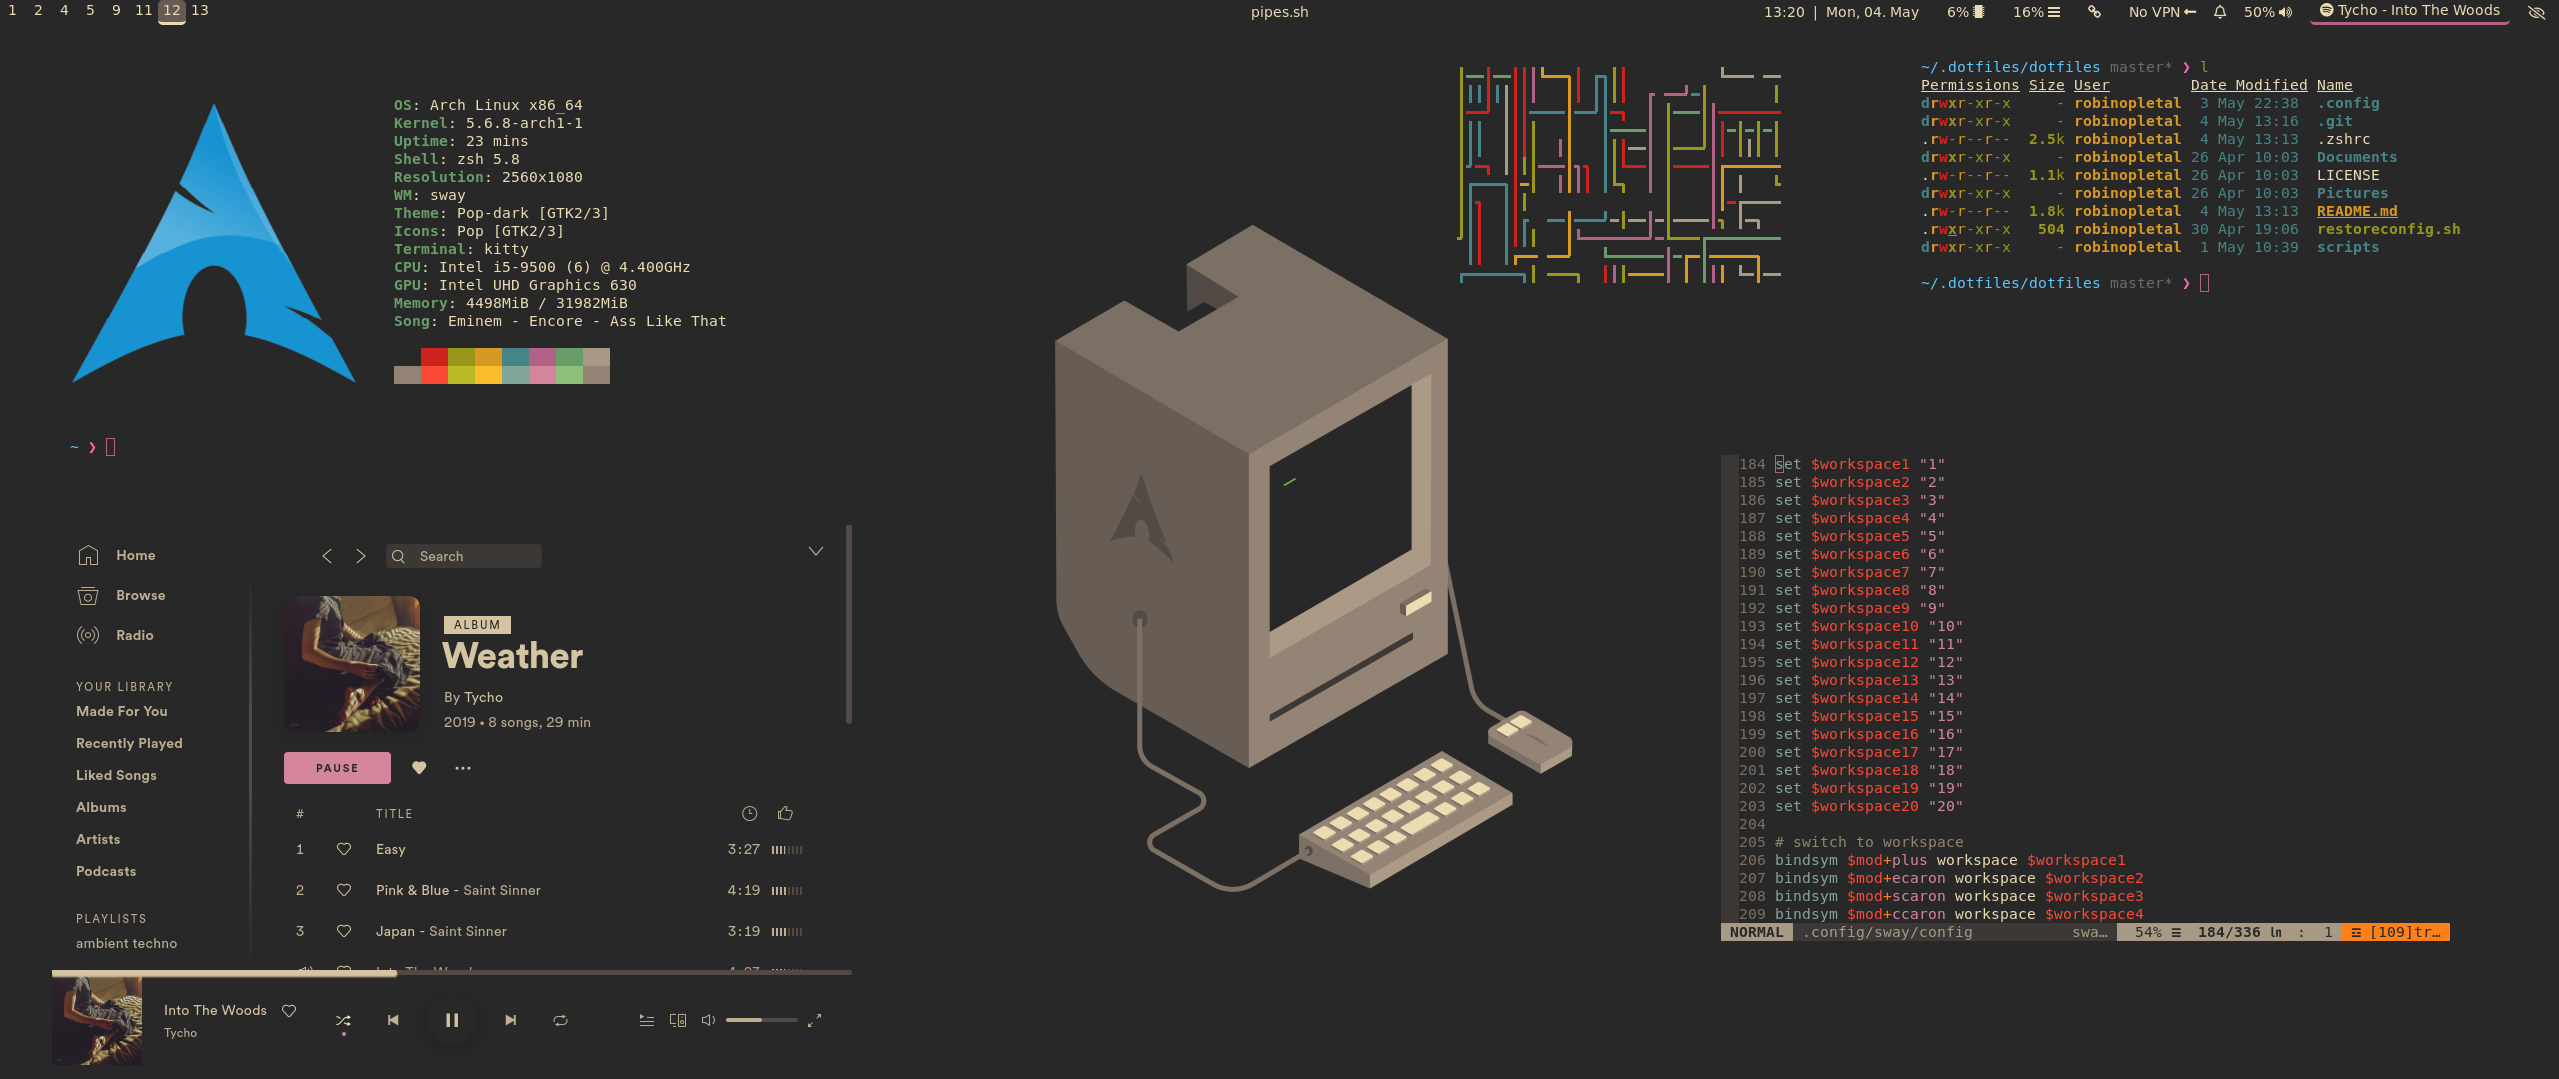 1 2 4 5 9 11 12 13
pipes.sh
13:20 | Mon, 04. May 6% 16% No VPN 50% Tycho - Into The Woods
OS: Arch Linux x86_64
Kernel: 5.6.8-arch1-1
Uptime: 23 mins
Shell: zsh 5.8
Resolution: 2560x1080
WM: sway
Theme: Pop-dark [GTK2/3]
Icons: Pop [GTK2/3]
Terminal: kitty
CPU: Intel i5-9500 (6) @ 4.400GHz
GPU: Intel UHD Graphics 630
Memory: 4498MiB / 31982MiB
Song: Eminem - Encore - Ass Like That
~ ❯
~/.dotfiles/dotfiles master* ❯ l
Permissions Size User Date Modified Name
drwxr-xr-x - robinopletal 3 May 22:38 .config
drwxr-xr-x - robinopletal 4 May 13:16 .git
.rw-r--r-- 2.5k robinopletal 4 May 13:13 .zshrc
drwxr-xr-x - robinopletal 26 Apr 10:03 Documents
.rw-r--r-- 1.1k robinopletal 26 Apr 10:03 LICENSE
drwxr-xr-x - robinopletal 26 Apr 10:03 Pictures
.rw-r--r-- 1.8k robinopletal 4 May 13:13 README.md
.rwxr-xr-x 504 robinopletal 30 Apr 19:06 restoreconfig.sh
drwxr-xr-x - robinopletal 1 May 10:39 scripts
~/.dotfiles/dotfiles master* ❯
Home
Browse
Radio
YOUR LIBRARY
Made For You
Recently Played
Liked Songs
Albums
Artists
Podcasts
PLAYLISTS
ambient techno
Search
ALBUM
Weather
By Tycho
2019 • 8 songs, 29 min
PAUSE
# TITLE
1 Easy 3:27
2 Pink & Blue - Saint Sinner 4:19
3 Japan - Saint Sinner 3:19
Into The Woods
Tycho
184 set $workspace1 "1"
185 set $workspace2 "2"
186 set $workspace3 "3"
187 set $workspace4 "4"
188 set $workspace5 "5"
189 set $workspace6 "6"
190 set $workspace7 "7"
191 set $workspace8 "8"
192 set $workspace9 "9"
193 set $workspace10 "10"
194 set $workspace11 "11"
195 set $workspace12 "12"
196 set $workspace13 "13"
197 set $workspace14 "14"
198 set $workspace15 "15"
199 set $workspace16 "16"
200 set $workspace17 "17"
201 set $workspace18 "18"
202 set $workspace19 "19"
203 set $workspace20 "20"
204
205 # switch to workspace
206 bindsym $mod+plus workspace $workspace1
207 bindsym $mod+ecaron workspace $workspace2
208 bindsym $mod+scaron workspace $workspace3
209 bindsym $mod+ccaron workspace $workspace4
NORMAL .config/sway/config swa… 54% ☰ 184/336 ㏑ : 1 ☲ [109]tr…